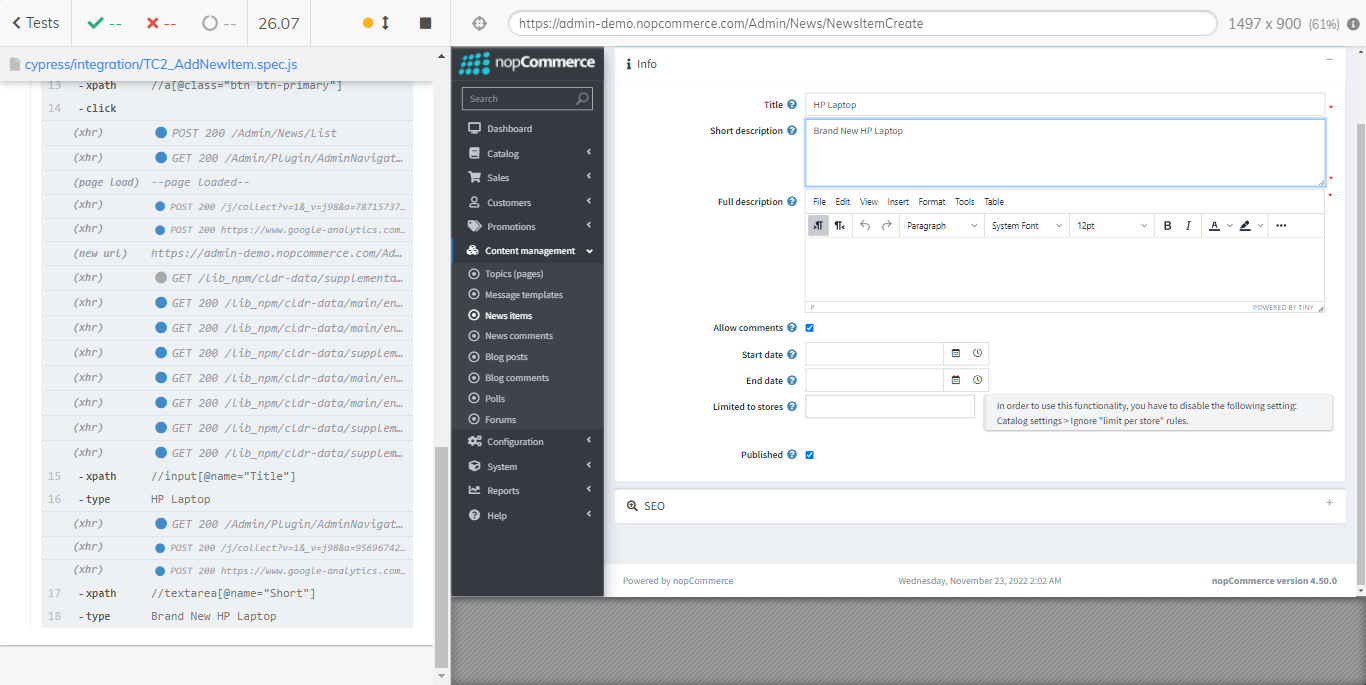 Tests
--
--
--
26.07
https://admin-demo.nopcommerce.com/Admin/News/NewsItemCreate
1497 x 900 (61%)
cypress/integration/TC2_AddNewItem.spec.js
13 -xpath //a[@class="btn btn-primary"]
14 -click
(xhr) POST 200 /Admin/News/List
(xhr) GET 200 /Admin/Plugin/AdminNavigat...
(page load) --page loaded--
(xhr) POST 200 /j/collect?v=1&_v=j98&a=78715737...
(xhr) POST 200 https://www.google-analytics.com...
(new url) https://admin-demo.nopcommerce.com/Ad...
(xhr) GET /lib_npm/cldr-data/supplementa...
(xhr) GET 200 /lib_npm/cldr-data/main/en...
(xhr) GET 200 /lib_npm/cldr-data/main/en...
(xhr) GET 200 /lib_npm/cldr-data/supplem...
(xhr) GET 200 /lib_npm/cldr-data/main/en...
(xhr) GET 200 /lib_npm/cldr-data/main/en...
(xhr) GET 200 /lib_npm/cldr-data/supplem...
(xhr) GET 200 /lib_npm/cldr-data/supplem...
15 -xpath //input[@name="Title"]
16 -type HP Laptop
(xhr) GET 200 /Admin/Plugin/AdminNavigat...
(xhr) POST 200 /j/collect?v=1&_v=j98&a=95696742...
(xhr) POST 200 https://www.google-analytics.com...
17 -xpath //textarea[@name="Short"]
18 -type Brand New HP Laptop
nopCommerce
Search
Dashboard
Catalog
Sales
Customers
Promotions
Content management
Topics (pages)
Message templates
News items
News comments
Blog posts
Blog comments
Polls
Forums
Configuration
System
Reports
Help
Info
Title HP Laptop *
Short description Brand New HP Laptop *
Full description *
File Edit View Insert Format Tools Table
Paragraph System Font 12pt B I A
P POWERED BY TINY
Allow comments
Start date
End date
Limited to stores
In order to use this functionality, you have to disable the following setting:
Catalog settings > Ignore "limit per store" rules.
Published
SEO
Powered by nopCommerce Wednesday, November 23, 2022 2:02 AM nopCommerce version 4.50.0